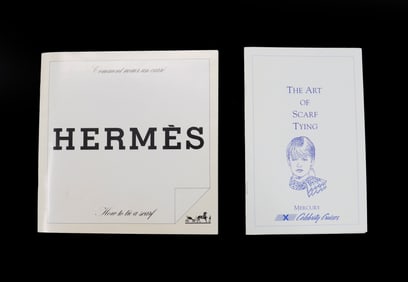 Comment nouer un carré
HERMÈS
How to tie a scarf
THE ART
OF
SCARF
TYING
MERCURY
X Celebrity Cruises